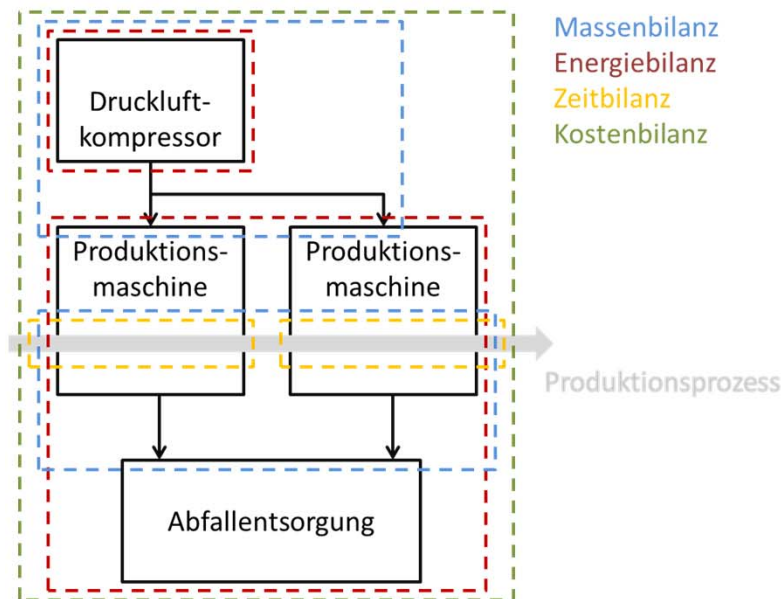 Massenbilanz
Energiebilanz
Zeitbilanz
Kostenbilanz
Druckluft-
kompressor
Produktions-
maschine
Produktions-
maschine
Produktionsprozess
Abfallentsorgung